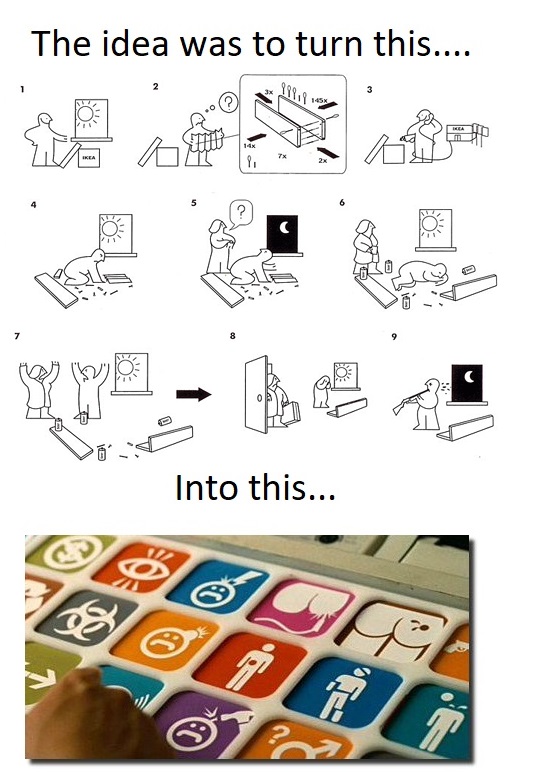 The idea was to turn this....
1
2
3
?
3x
145x
14x
7x
2x
IKEA
IKEA
4
5
6
?
7
8
9
Into this...
$
?